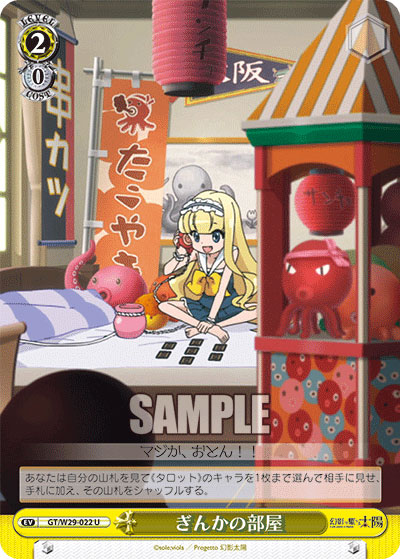 LEVEL
2
0
COST
串カツ
たこやき
阪
SAMPLE
マジか、おとん!!
あなたは自分の山札を見て《タロット》のキャラを1枚まで選んで相手に見せ、
手札に加え、その山札をシャッフルする。
EV
GT/W29-022 U
ぎんかの部屋
幻影ヲ駆ケル太陽
©sole;viola / Progetto 幻影太陽